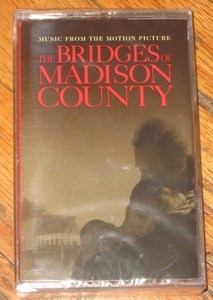 MUSIC FROM THE MOTION PICTURE
THE BRIDGES OF
MADISON
COUNTY